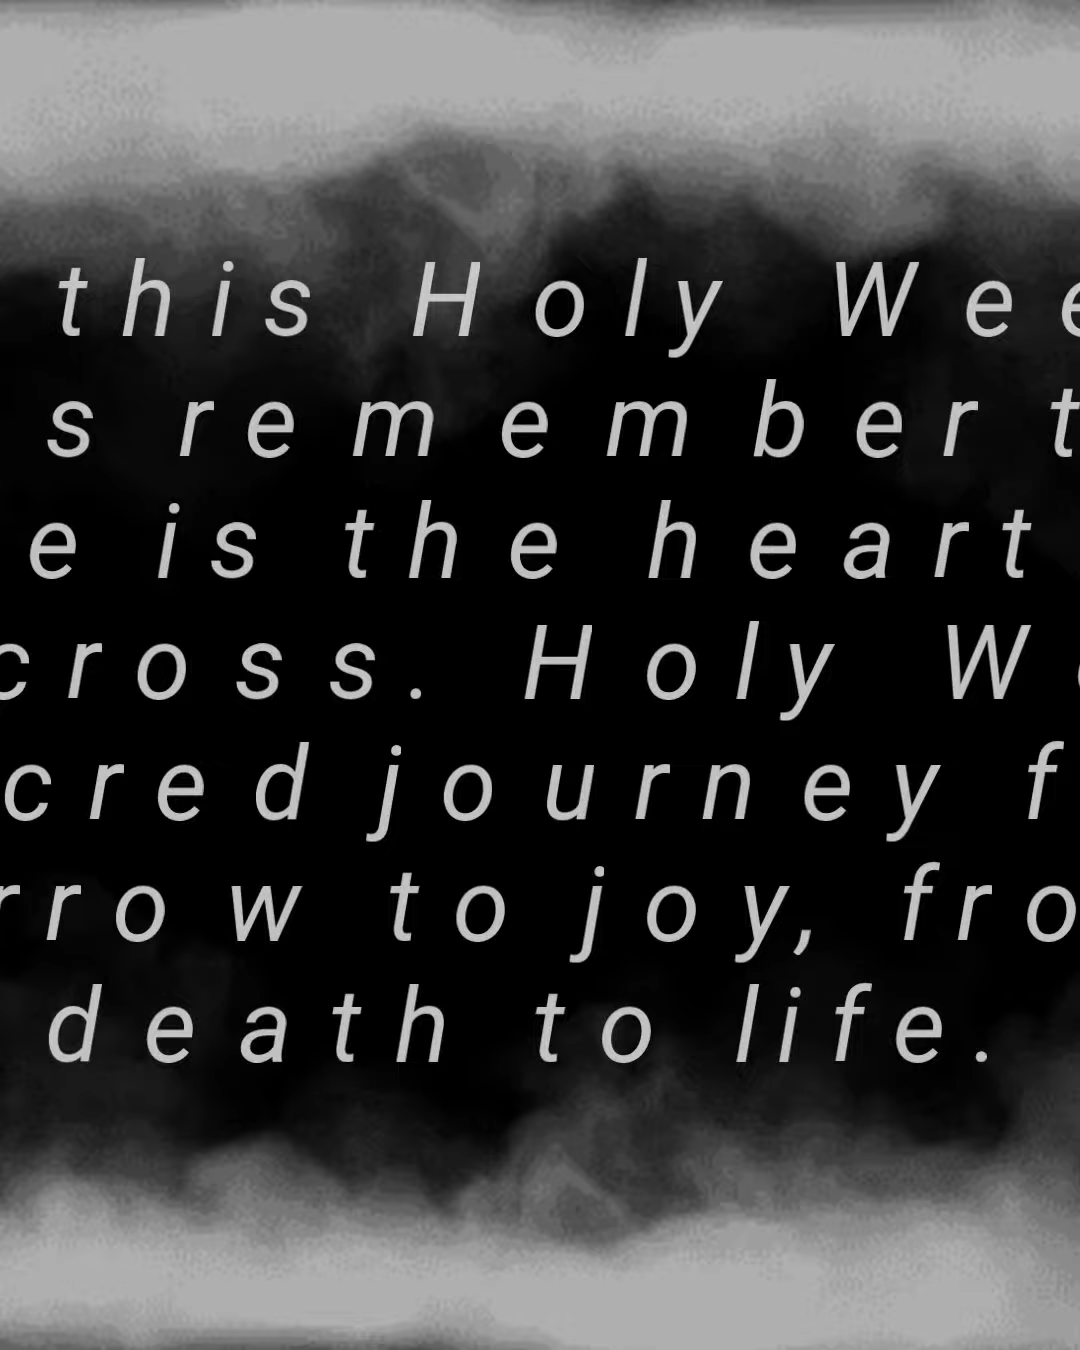 this Holy Wee
s remember t
e is the heart
cross. Holy W
cred journey f
rrow to joy, fro
death to life.